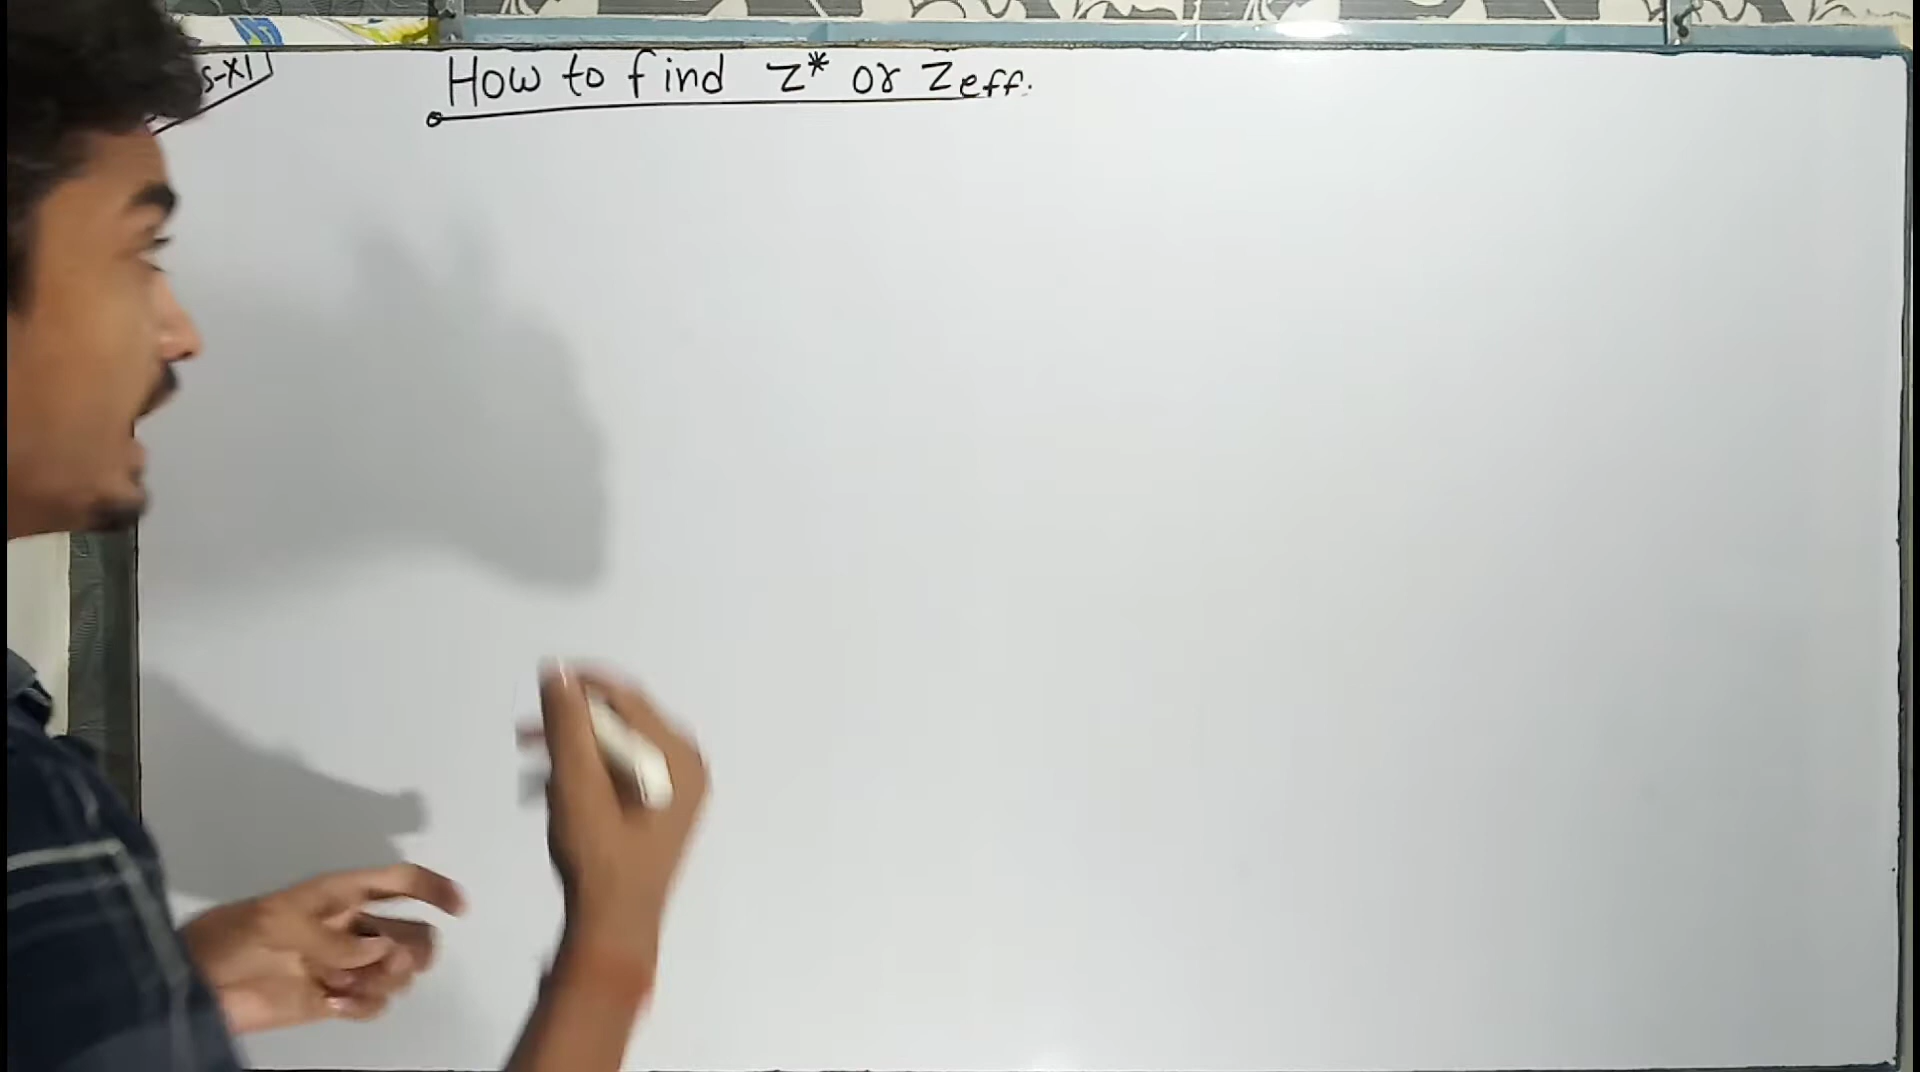 s-XI
How to find Z* or Zeff.